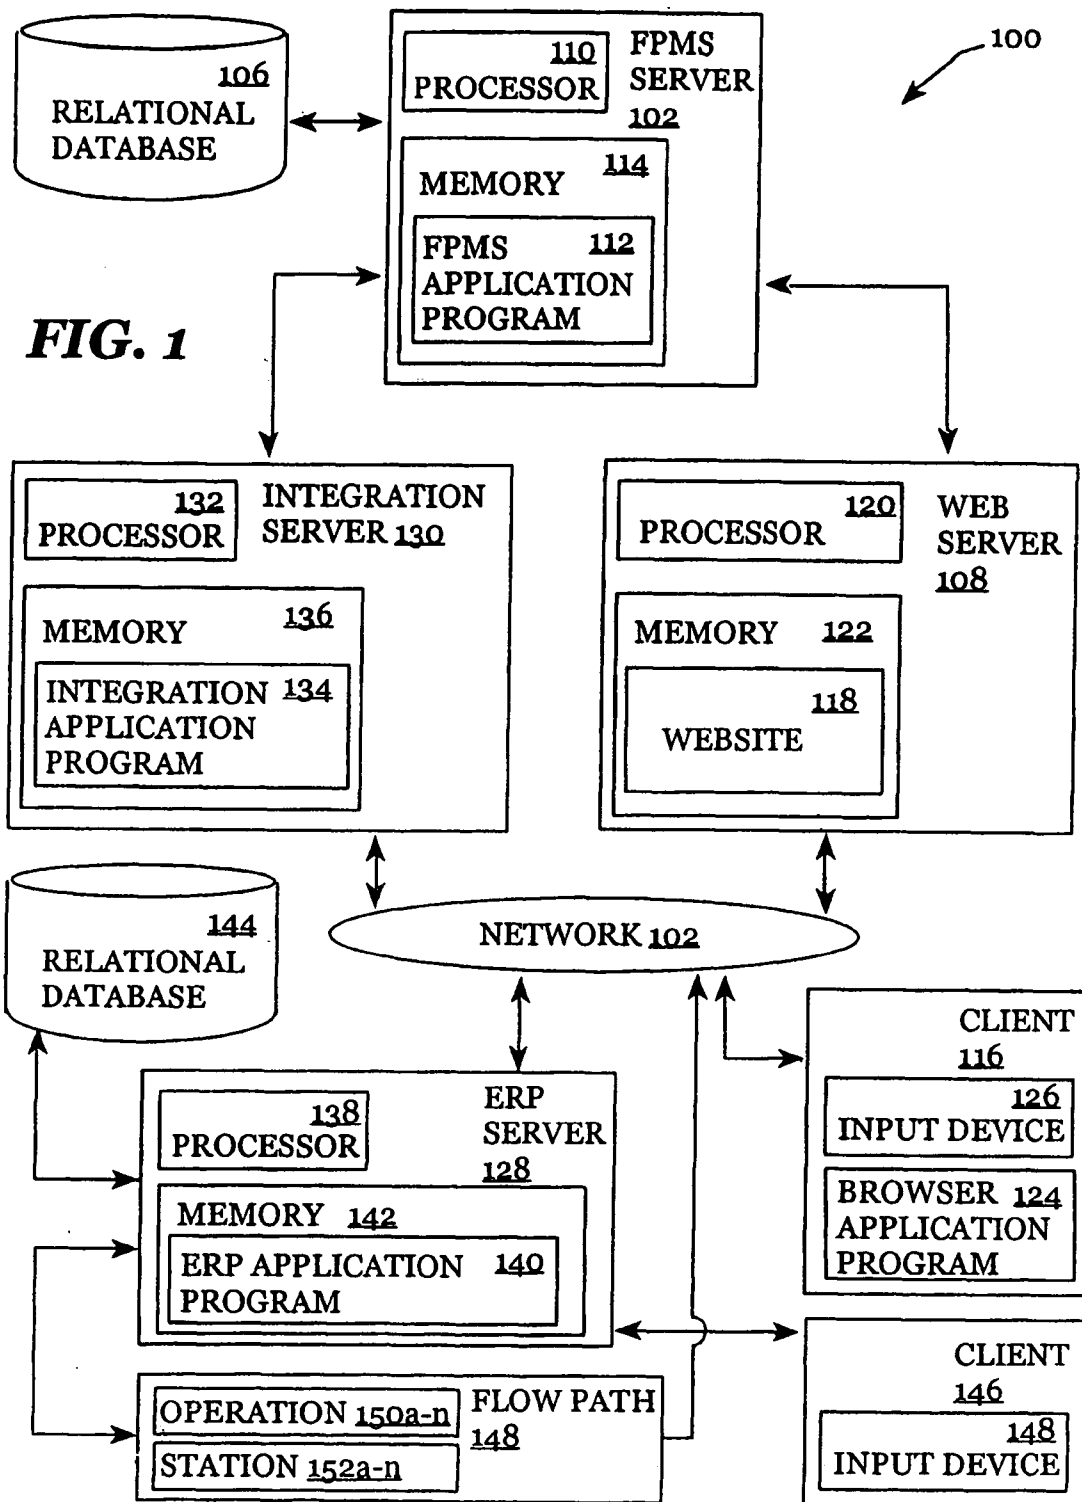 100
106
RELATIONAL
DATABASE
110
PROCESSOR
FPMS
SERVER
102
MEMORY 114
FPMS 112
APPLICATION
PROGRAM
FIG. 1
132
PROCESSOR
INTEGRATION
SERVER 130
136
MEMORY
INTEGRATION 134
APPLICATION
PROGRAM
120
PROCESSOR
WEB
SERVER
108
MEMORY 122
118
WEBSITE
NETWORK 102
144
RELATIONAL
DATABASE
138
PROCESSOR
ERP
SERVER
128
MEMORY 142
ERP APPLICATION 140
PROGRAM
CLIENT
116
126
INPUT DEVICE
BROWSER 124
APPLICATION
PROGRAM
OPERATION 150a-n
STATION 152a-n
FLOW PATH
148
CLIENT
146
148
INPUT DEVICE